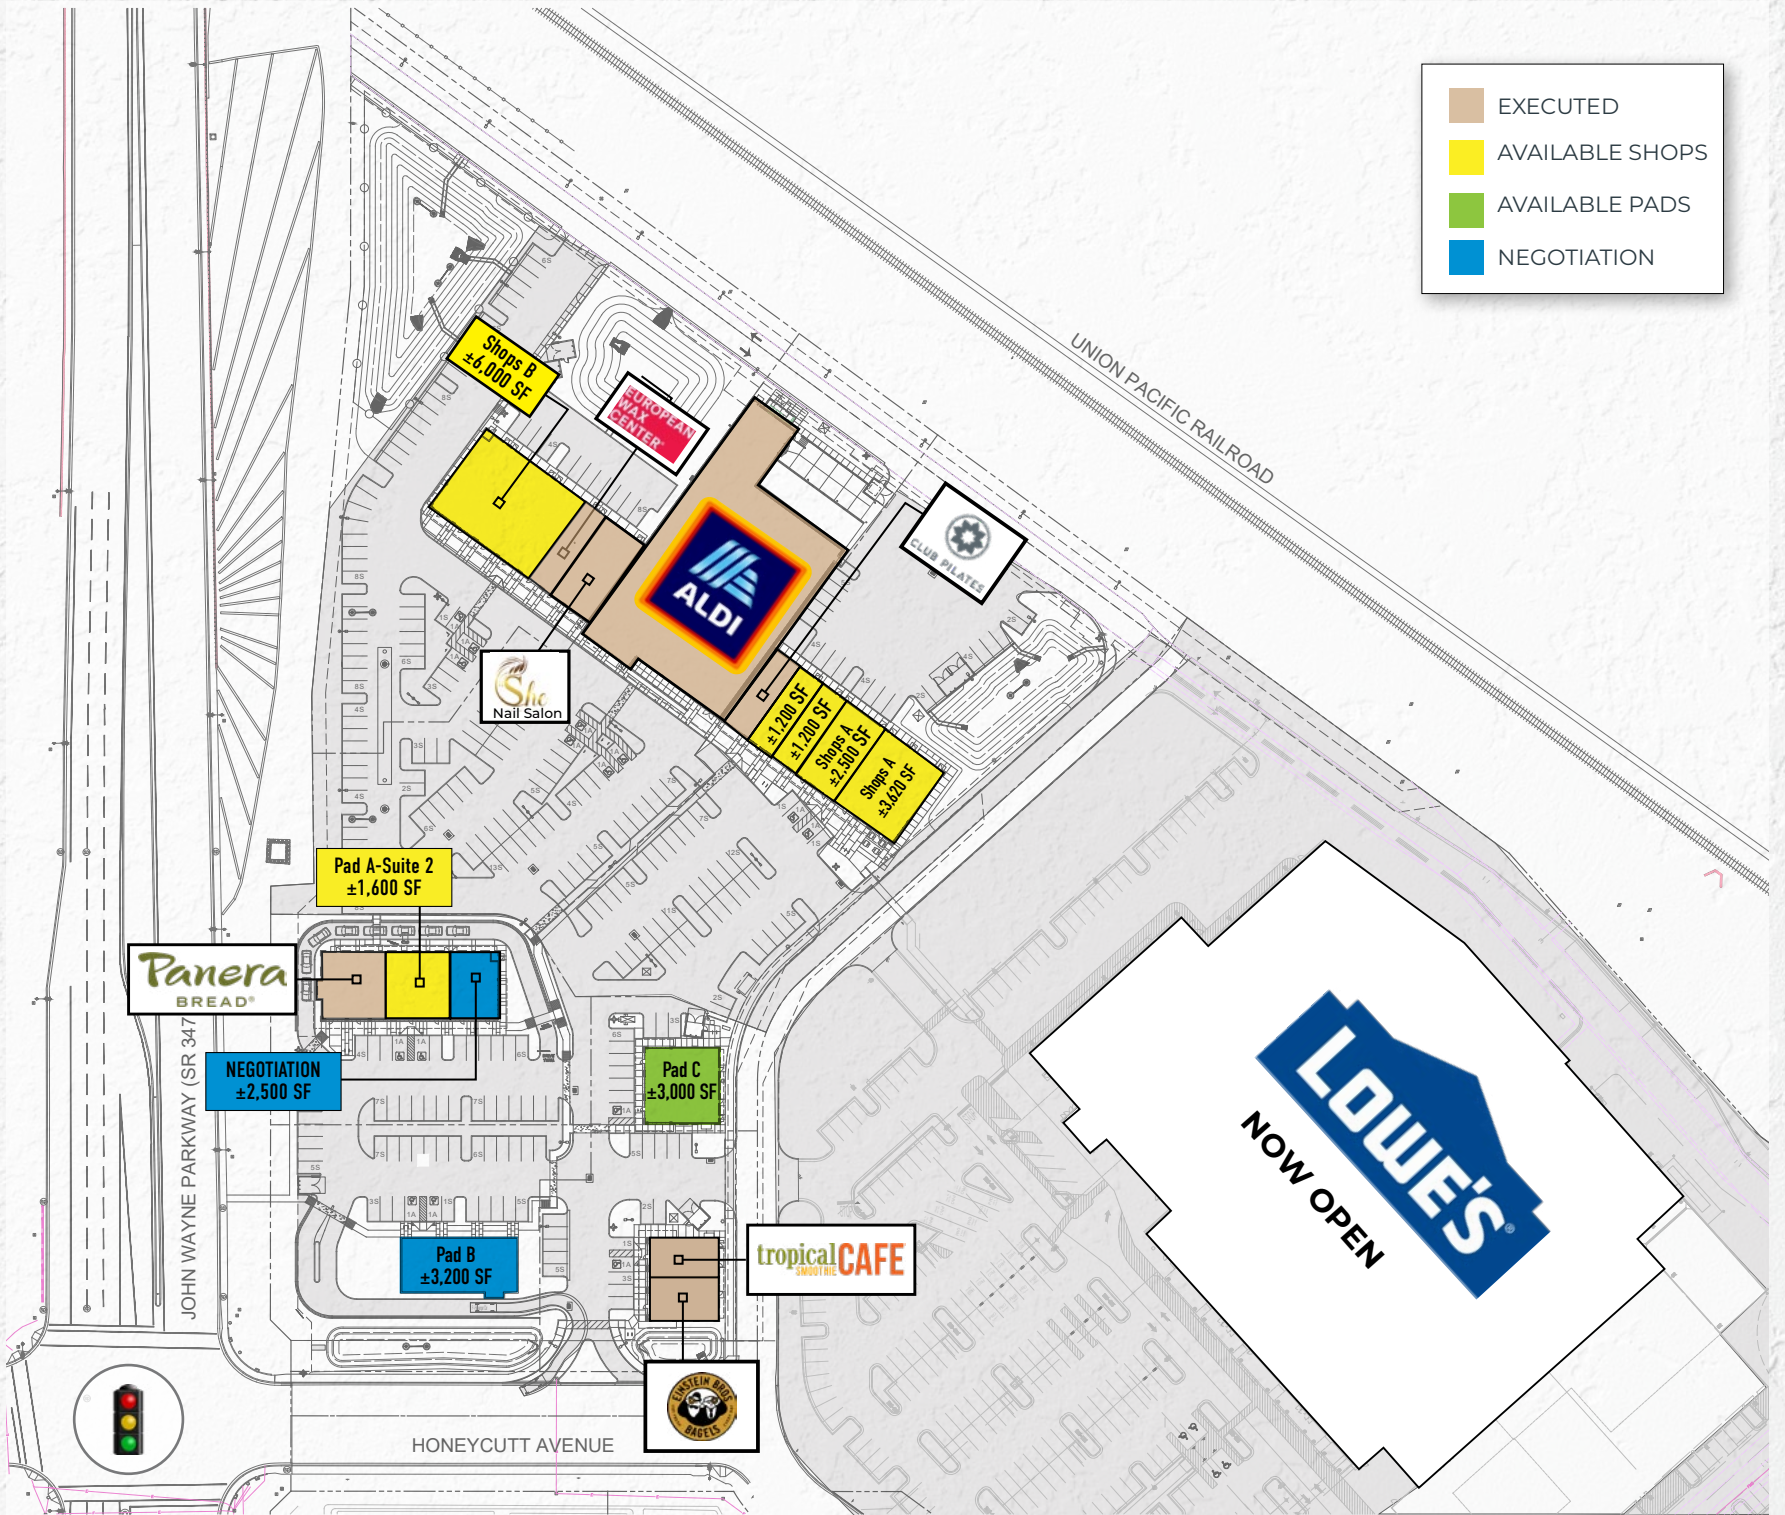 EXECUTED
AVAILABLE SHOPS
AVAILABLE PADS
NEGOTIATION
UNION PACIFIC RAILROAD
Shops B
±6,000 SF
EUROPEAN
WAX
CENTER
CLUB PILATES
ALDI
She
Nail Salon
±1,200 SF
±1,200 SF
Shops A
±2,500 SF
Shops A
±3,620 SF
Pad A-Suite 2
±1,600 SF
Panera
BREAD®
NEGOTIATION
±2,500 SF
Pad C
±3,000 SF
JOHN WAYNE PARKWAY (SR 347
Pad B
±3,200 SF
tropical
SMOOTHIE
CAFE
EINSTEIN BROS
BAGELS
LOWE'S®
NOW OPEN
HONEYCUTT AVENUE